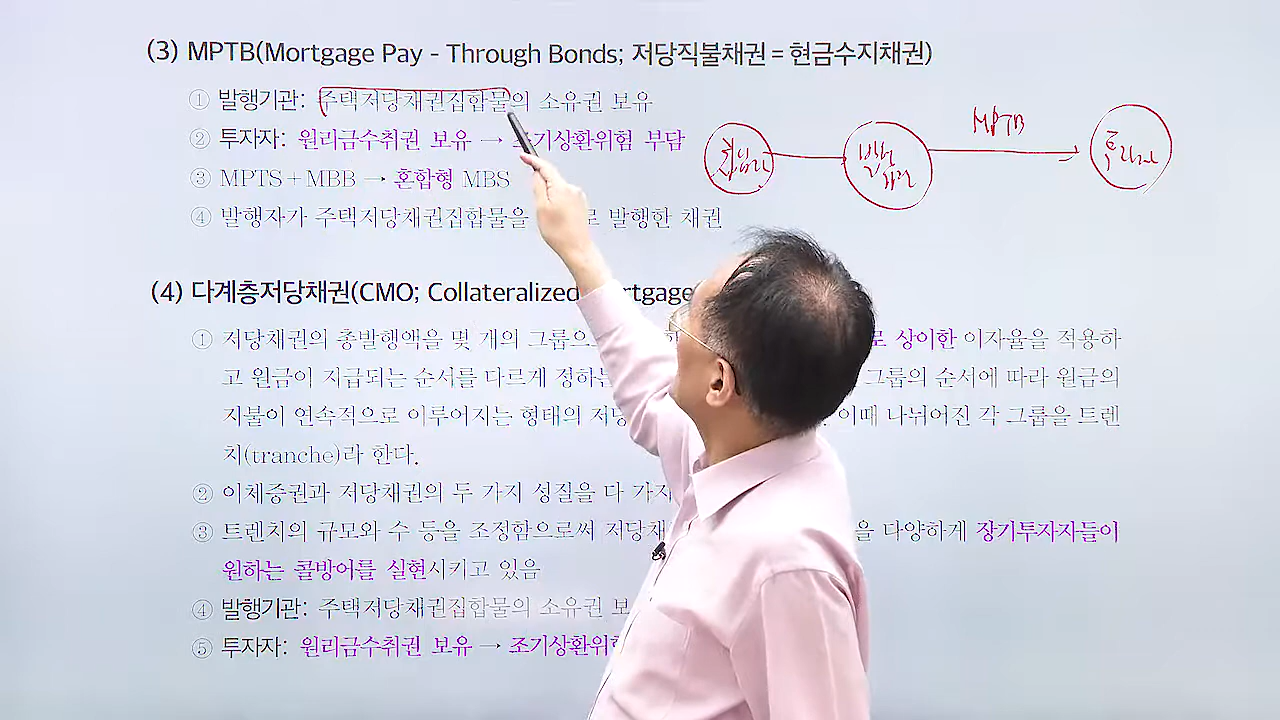 (3) MPTB(Mortgage Pay - Through Bonds; 저당직불채권 = 현금수지채권)
① 발행기관: 주택저당채권집합물의 소유권 보유
② 투자자: 원리금수취권 보유 → 조기상환위험 부담
③ MPTS+MBB → 혼합형 MBS
④ 발행자가 주택저당채권집합물을 로 발행한 채권
차입자
발행기관
MPTB
투자자
(4) 다계층저당채권(CMO; Collateralized Mortgage
① 저당채권의 총발행액을 몇 개의 그룹으 로 상이한 이자율을 적용하
고 원금이 지급되는 순서를 다르게 정하는 그룹의 순서에 따라 원금의
지불이 연속적으로 이루어지는 형태의 저당 이때 나뉘어진 각 그룹을 트렌
치(tranche)라 한다.
② 이체증권과 저당채권의 두 가지 성질을 다 가지
③ 트렌치의 규모와 수 등을 조정함으로써 저당채 을 다양하게 장기투자자들이
원하는 콜방어를 실현시키고 있음
④ 발행기관: 주택저당채권집합물의 소유권 보
⑤ 투자자: 원리금수취권 보유 → 조기상환위험